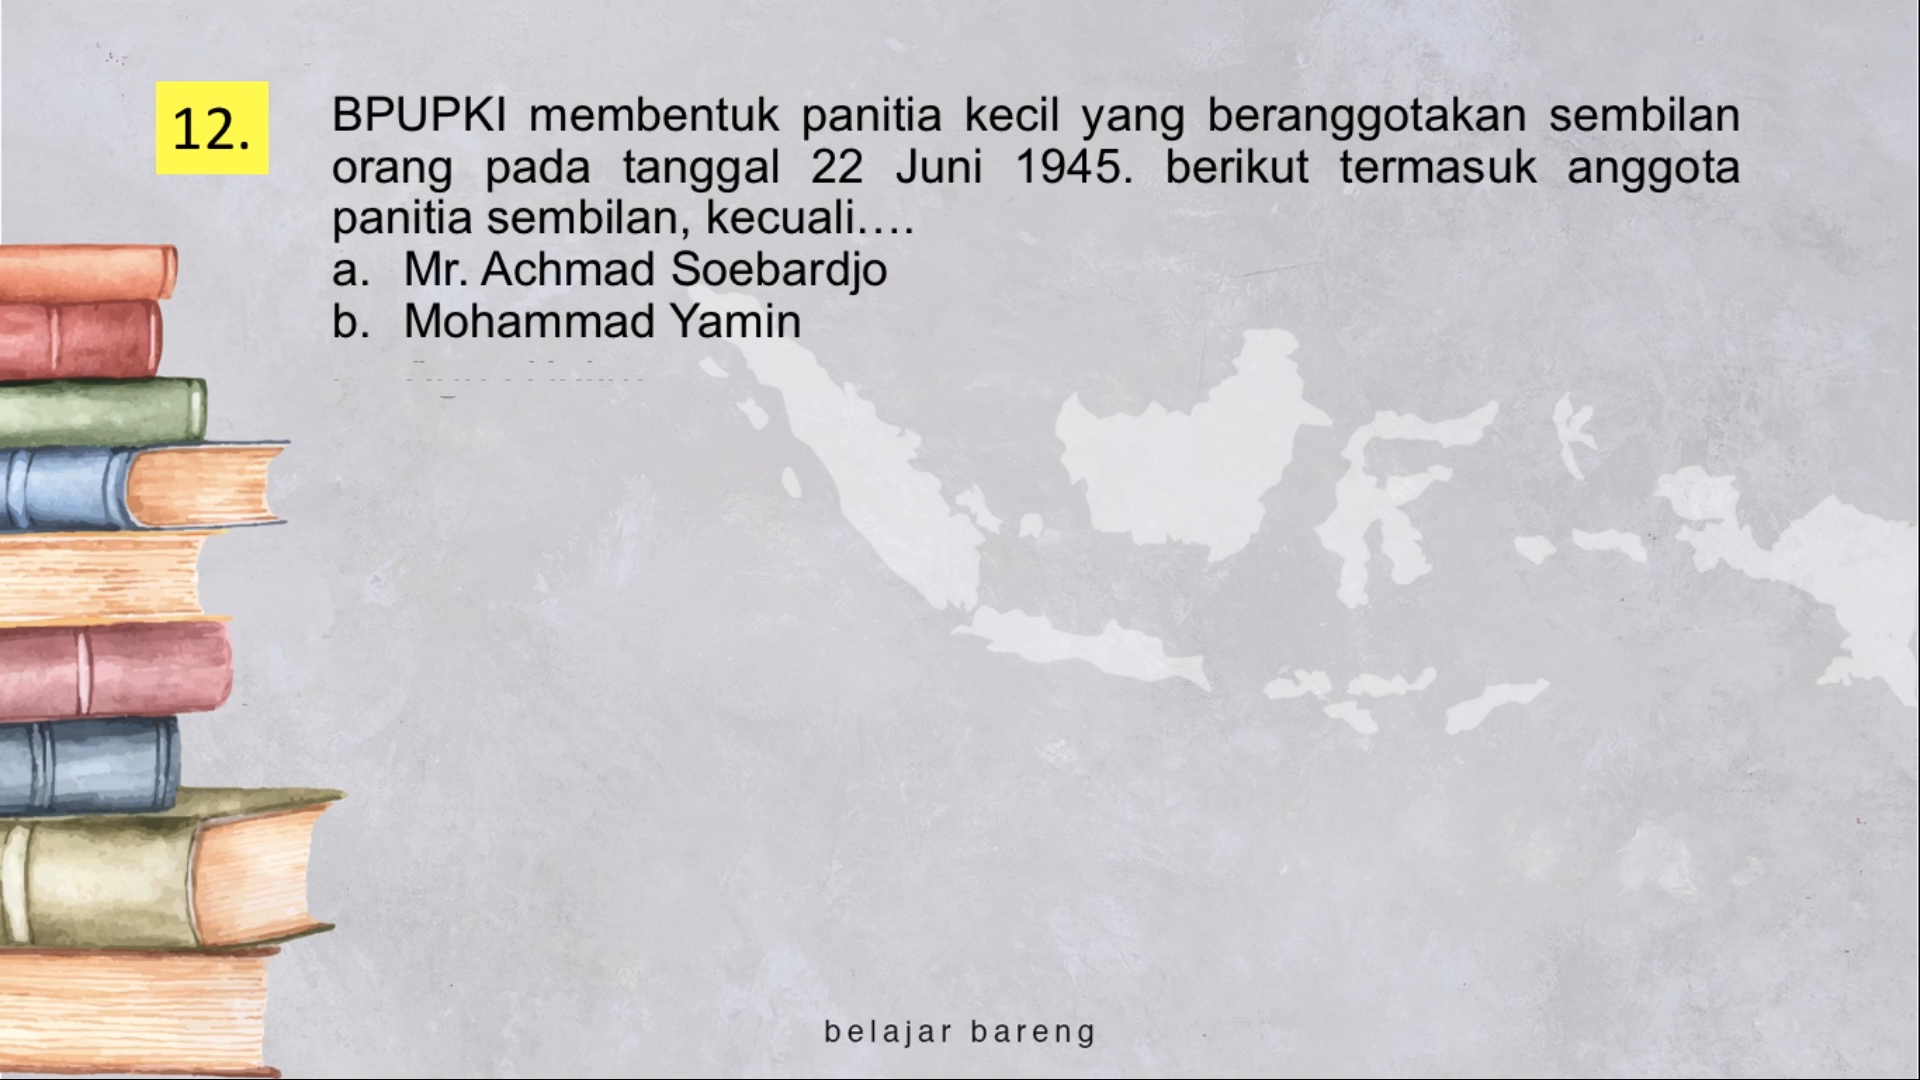 12.
BPUPKI membentuk panitia kecil yang beranggotakan sembilan
orang pada tanggal 22 Juni 1945. berikut termasuk anggota
panitia sembilan, kecuali....
a. Mr. Achmad Soebardjo
b. Mohammad Yamin
belajar bareng